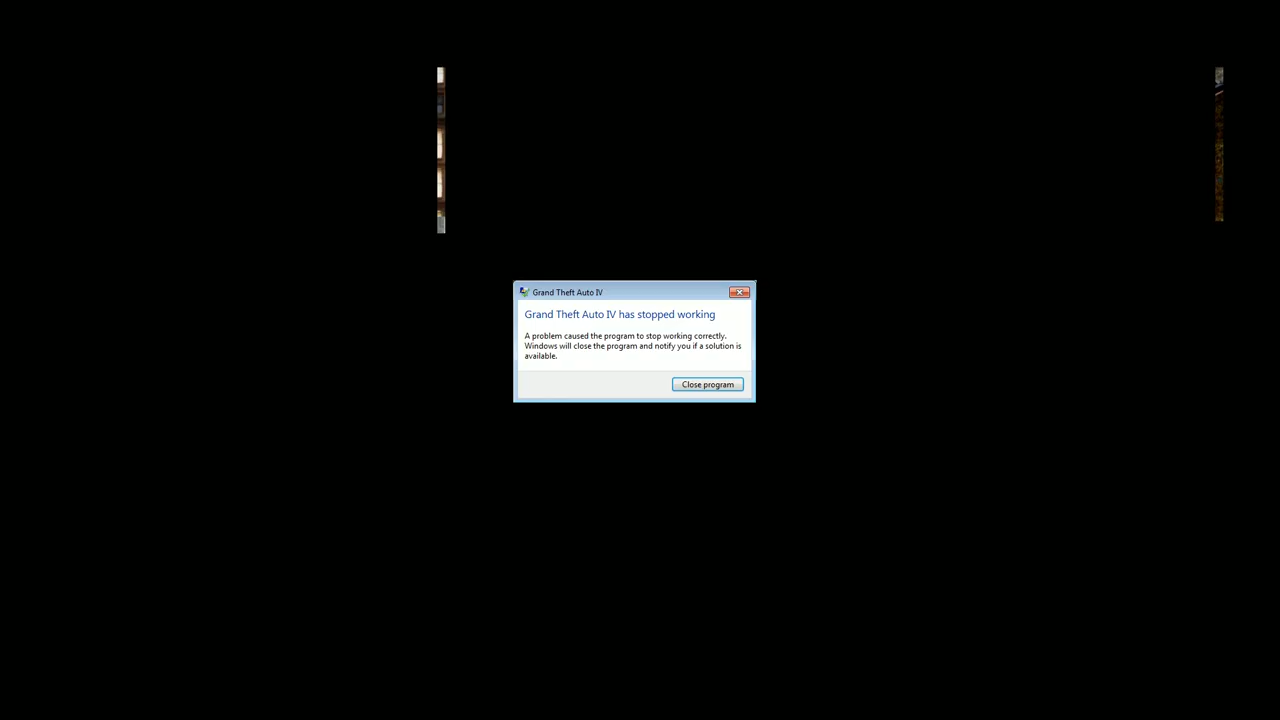 Grand Theft Auto IV
Grand Theft Auto IV has stopped working
A problem caused the program to stop working correctly.
Windows will close the program and notify you if a solution is
available.
Close program